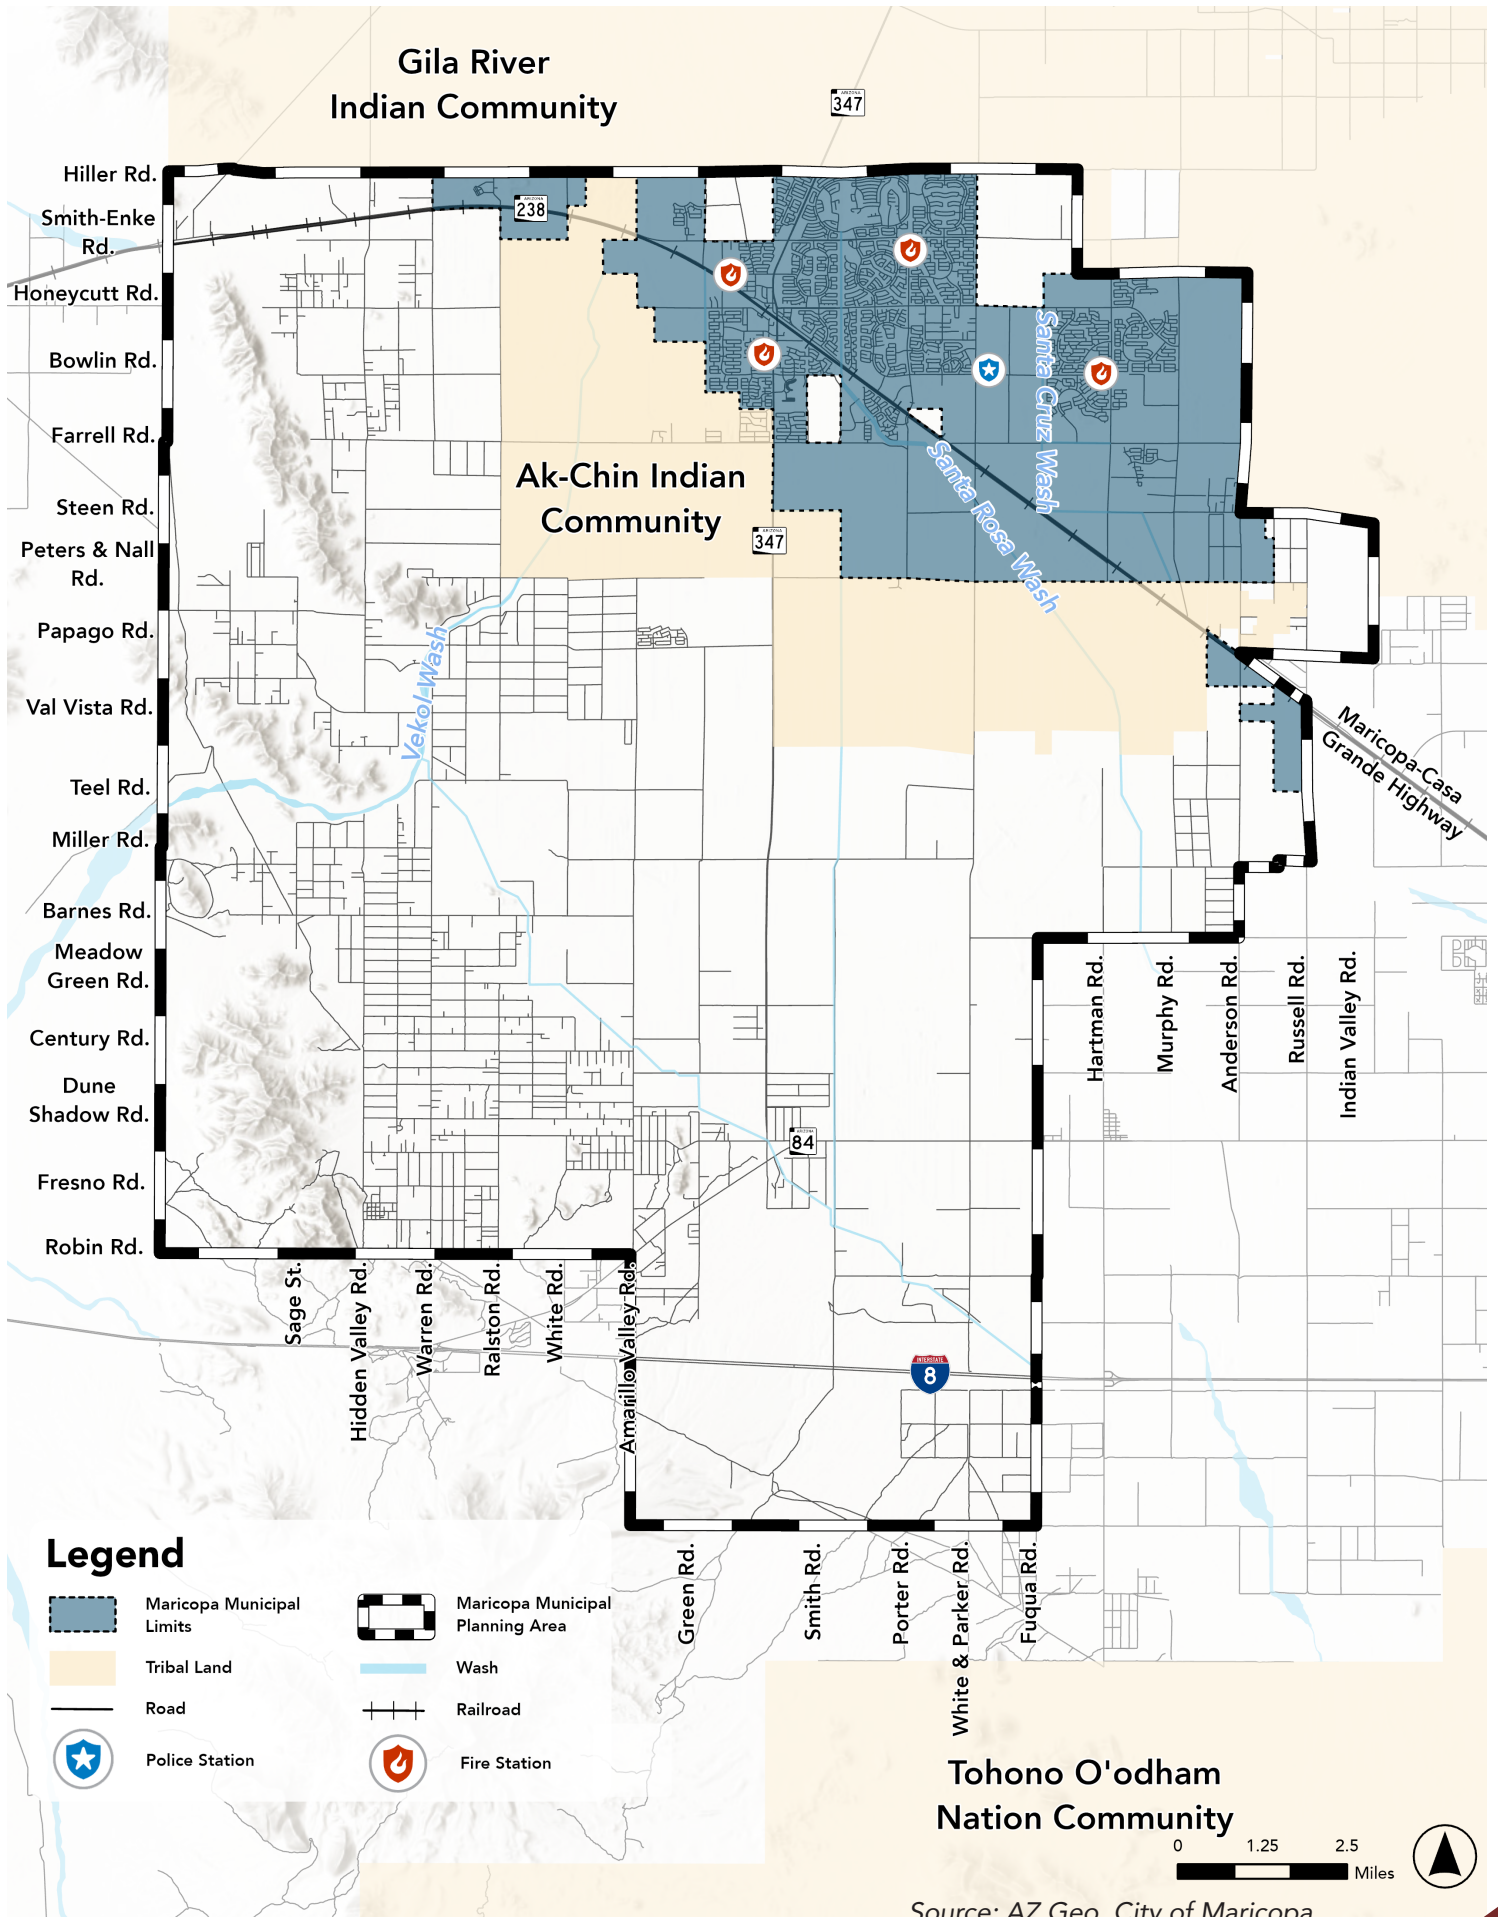 Gila River
Indian Community
ARIZONA
347
Hiller Rd.
Smith-Enke
Rd.
ARIZONA
238
Honeycutt Rd.
Bowlin Rd.
Santa Cruz Wash
Farrell Rd.
Ak-Chin Indian
Community
Santa Rosa Wash
Steen Rd.
ARIZONA
347
Peters & Nall
Rd.
Papago Rd.
Vekol Wash
Val Vista Rd.
Maricopa-Casa
Grande Highway
Teel Rd.
Miller Rd.
Barnes Rd.
Meadow
Green Rd.
Hartman Rd.
Murphy Rd.
Anderson Rd.
Russell Rd.
Indian Valley Rd.
Century Rd.
Dune
Shadow Rd.
ARIZONA
84
Fresno Rd.
Robin Rd.
Sage St.
Hidden Valley Rd.
Warren Rd.
Ralston Rd.
White Rd.
Amarillo Valley Rd.
INTERSTATE
8
Green Rd.
Smith Rd.
Porter Rd.
White & Parker Rd.
Fuqua Rd.
Legend
Maricopa Municipal
Limits
Maricopa Municipal
Planning Area
Tribal Land
Wash
Road
Railroad
Police Station
Fire Station
Tohono O'odham
Nation Community
0 1.25 2.5
Miles
Source: AZ Geo, City of Maricopa